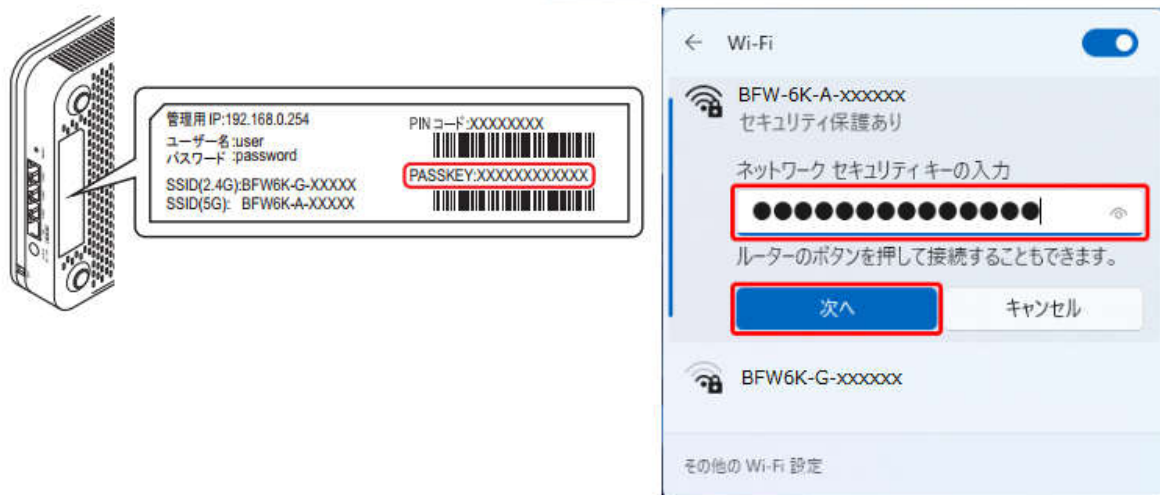 管理用 IP:192.168.0.254
ユーザー名 :user
パスワード :password
SSID(2.4G):BFW6K-G-XXXXX
SSID(5G): BFW6K-A-XXXXX
PIN コード:XXXXXXXX
PASSKEY:XXXXXXXXXXXX
← Wi-Fi
BFW-6K-A-xxxxxx
セキュリティ保護あり
ネットワーク セキュリティ キーの入力
●●●●●●●●●●●●●●
ルーターのボタンを押して接続することもできます。
次へ
キャンセル
BFW6K-G-xxxxxx
その他の Wi-Fi 設定